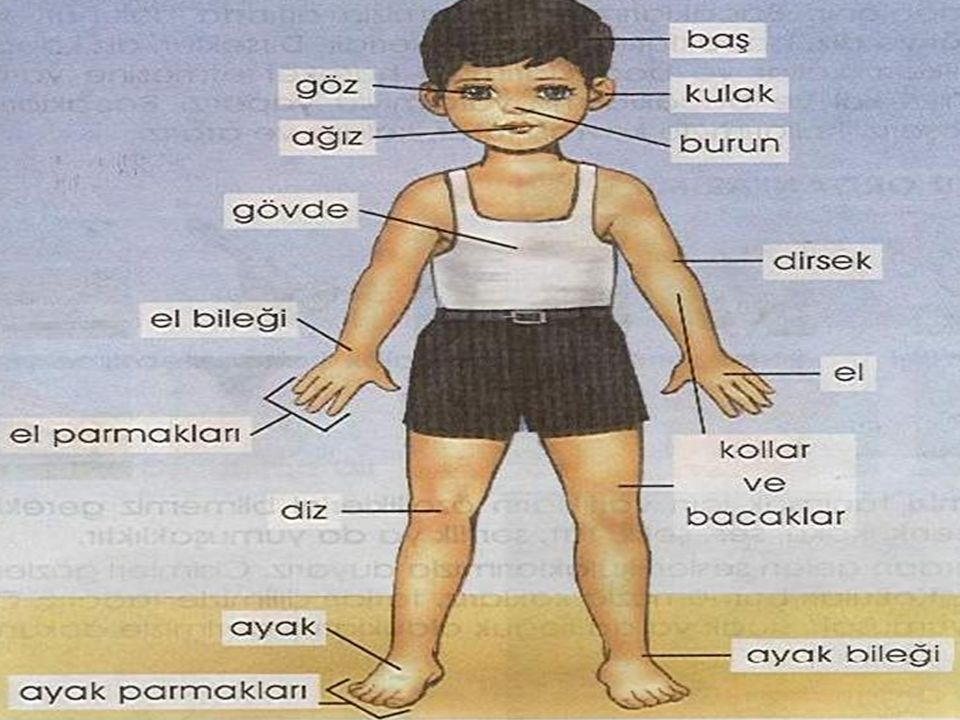 baş
göz
kulak
ağız
burun
gövde
dirsek
el bileği
el
el parmakları
kollar
ve
bacaklar
diz
ayak
ayak bileği
ayak parmakları